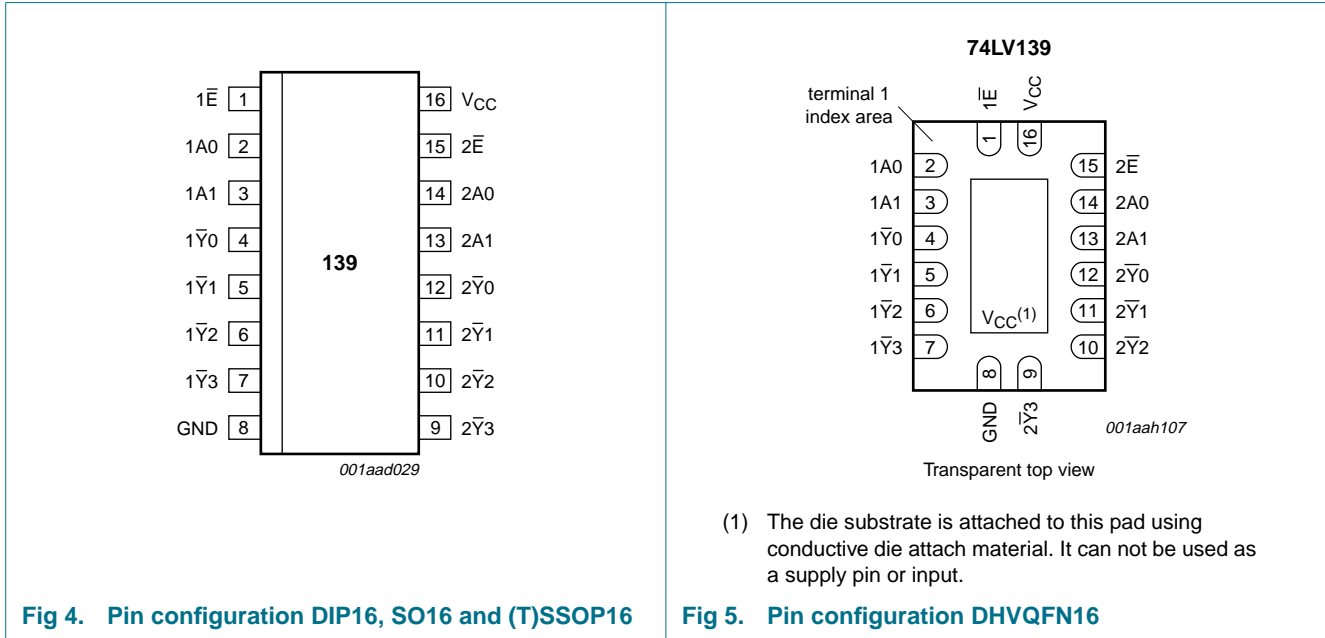 1E̅ 1
1A0 2
1A1 3
1Y̅0 4
1Y̅1 5
1Y̅2 6
1Y̅3 7
GND 8
139
16 VCC
15 2E̅
14 2A0
13 2A1
12 2Y̅0
11 2Y̅1
10 2Y̅2
9 2Y̅3
001aad029
Fig 4. Pin configuration DIP16, SO16 and (T)SSOP16
74LV139
terminal 1
index area
1E̅
VCC
1
16
1A0 2
1A1 3
1Y̅0 4
1Y̅1 5
1Y̅2 6
1Y̅3 7
VCC(1)
15 2E̅
14 2A0
13 2A1
12 2Y̅0
11 2Y̅1
10 2Y̅2
8
9
GND
2Y̅3
001aah107
Transparent top view
(1) The die substrate is attached to this pad using
conductive die attach material. It can not be used as
a supply pin or input.
Fig 5. Pin configuration DHVQFN16